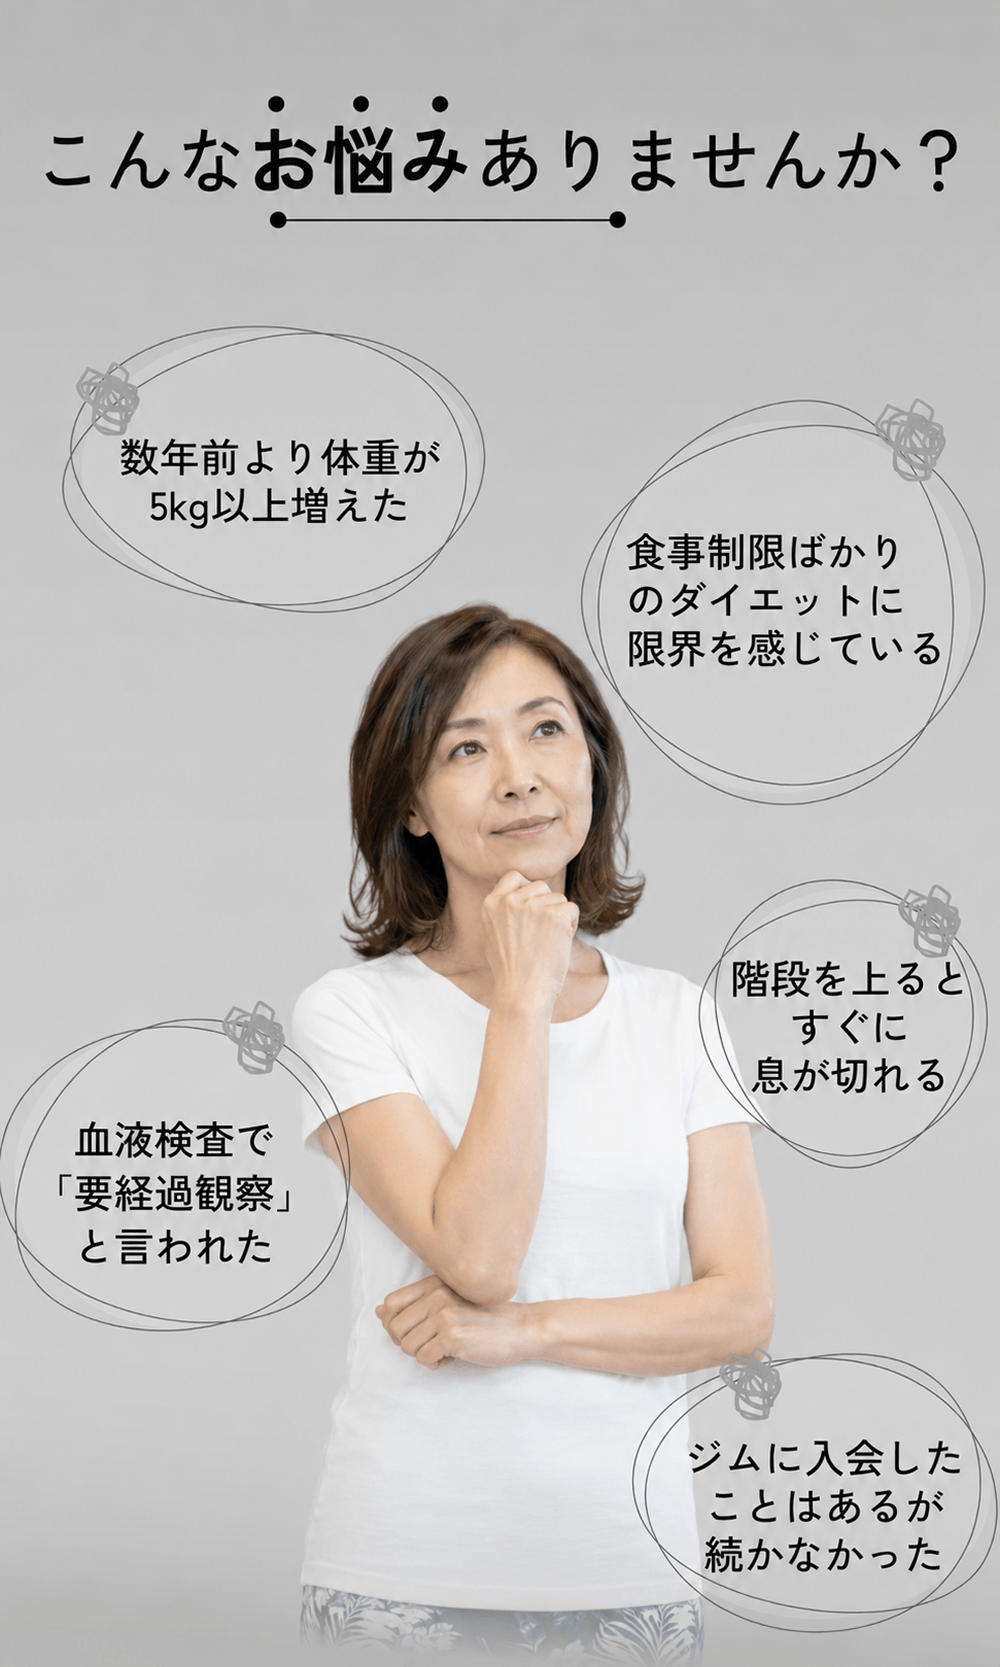 こんなお悩みありませんか？
数年前より体重が
5kg以上増えた
食事制限ばかり
のダイエットに
限界を感じている
階段を上ると
すぐに
息が切れる
血液検査で
「要経過観察」
と言われた
ジムに入会した
ことはあるが
続かなかった